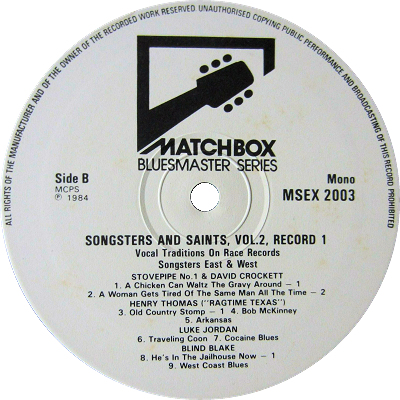 ALL RIGHTS OF THE MANUFACTURER AND OF THE OWNER OF THE RECORDED WORK RESERVED. UNAUTHORISED COPYING PUBLIC PERFORMANCE AND BROADCASTING OF THIS RECORD PROHIBITED
MATCHBOX
BLUESMASTER SERIES
Side B
MCPS
℗ 1984
Mono
MSEX 2003
SONGSTERS AND SAINTS, VOL.2, RECORD 1
Vocal Traditions On Race Records
Songsters East & West
STOVEPIPE No.1 & DAVID CROCKETT
1. A Chicken Can Waltz The Gravy Around — 1
2. A Woman Gets Tired Of The Same Man All The Time — 2
HENRY THOMAS ("RAGTIME TEXAS")
3. Old Country Stomp — 1 4. Bob McKinney
5. Arkansas
LUKE JORDAN
6. Traveling Coon 7. Cocaine Blues
BLIND BLAKE
8. He's In The Jailhouse Now — 1
9. West Coast Blues